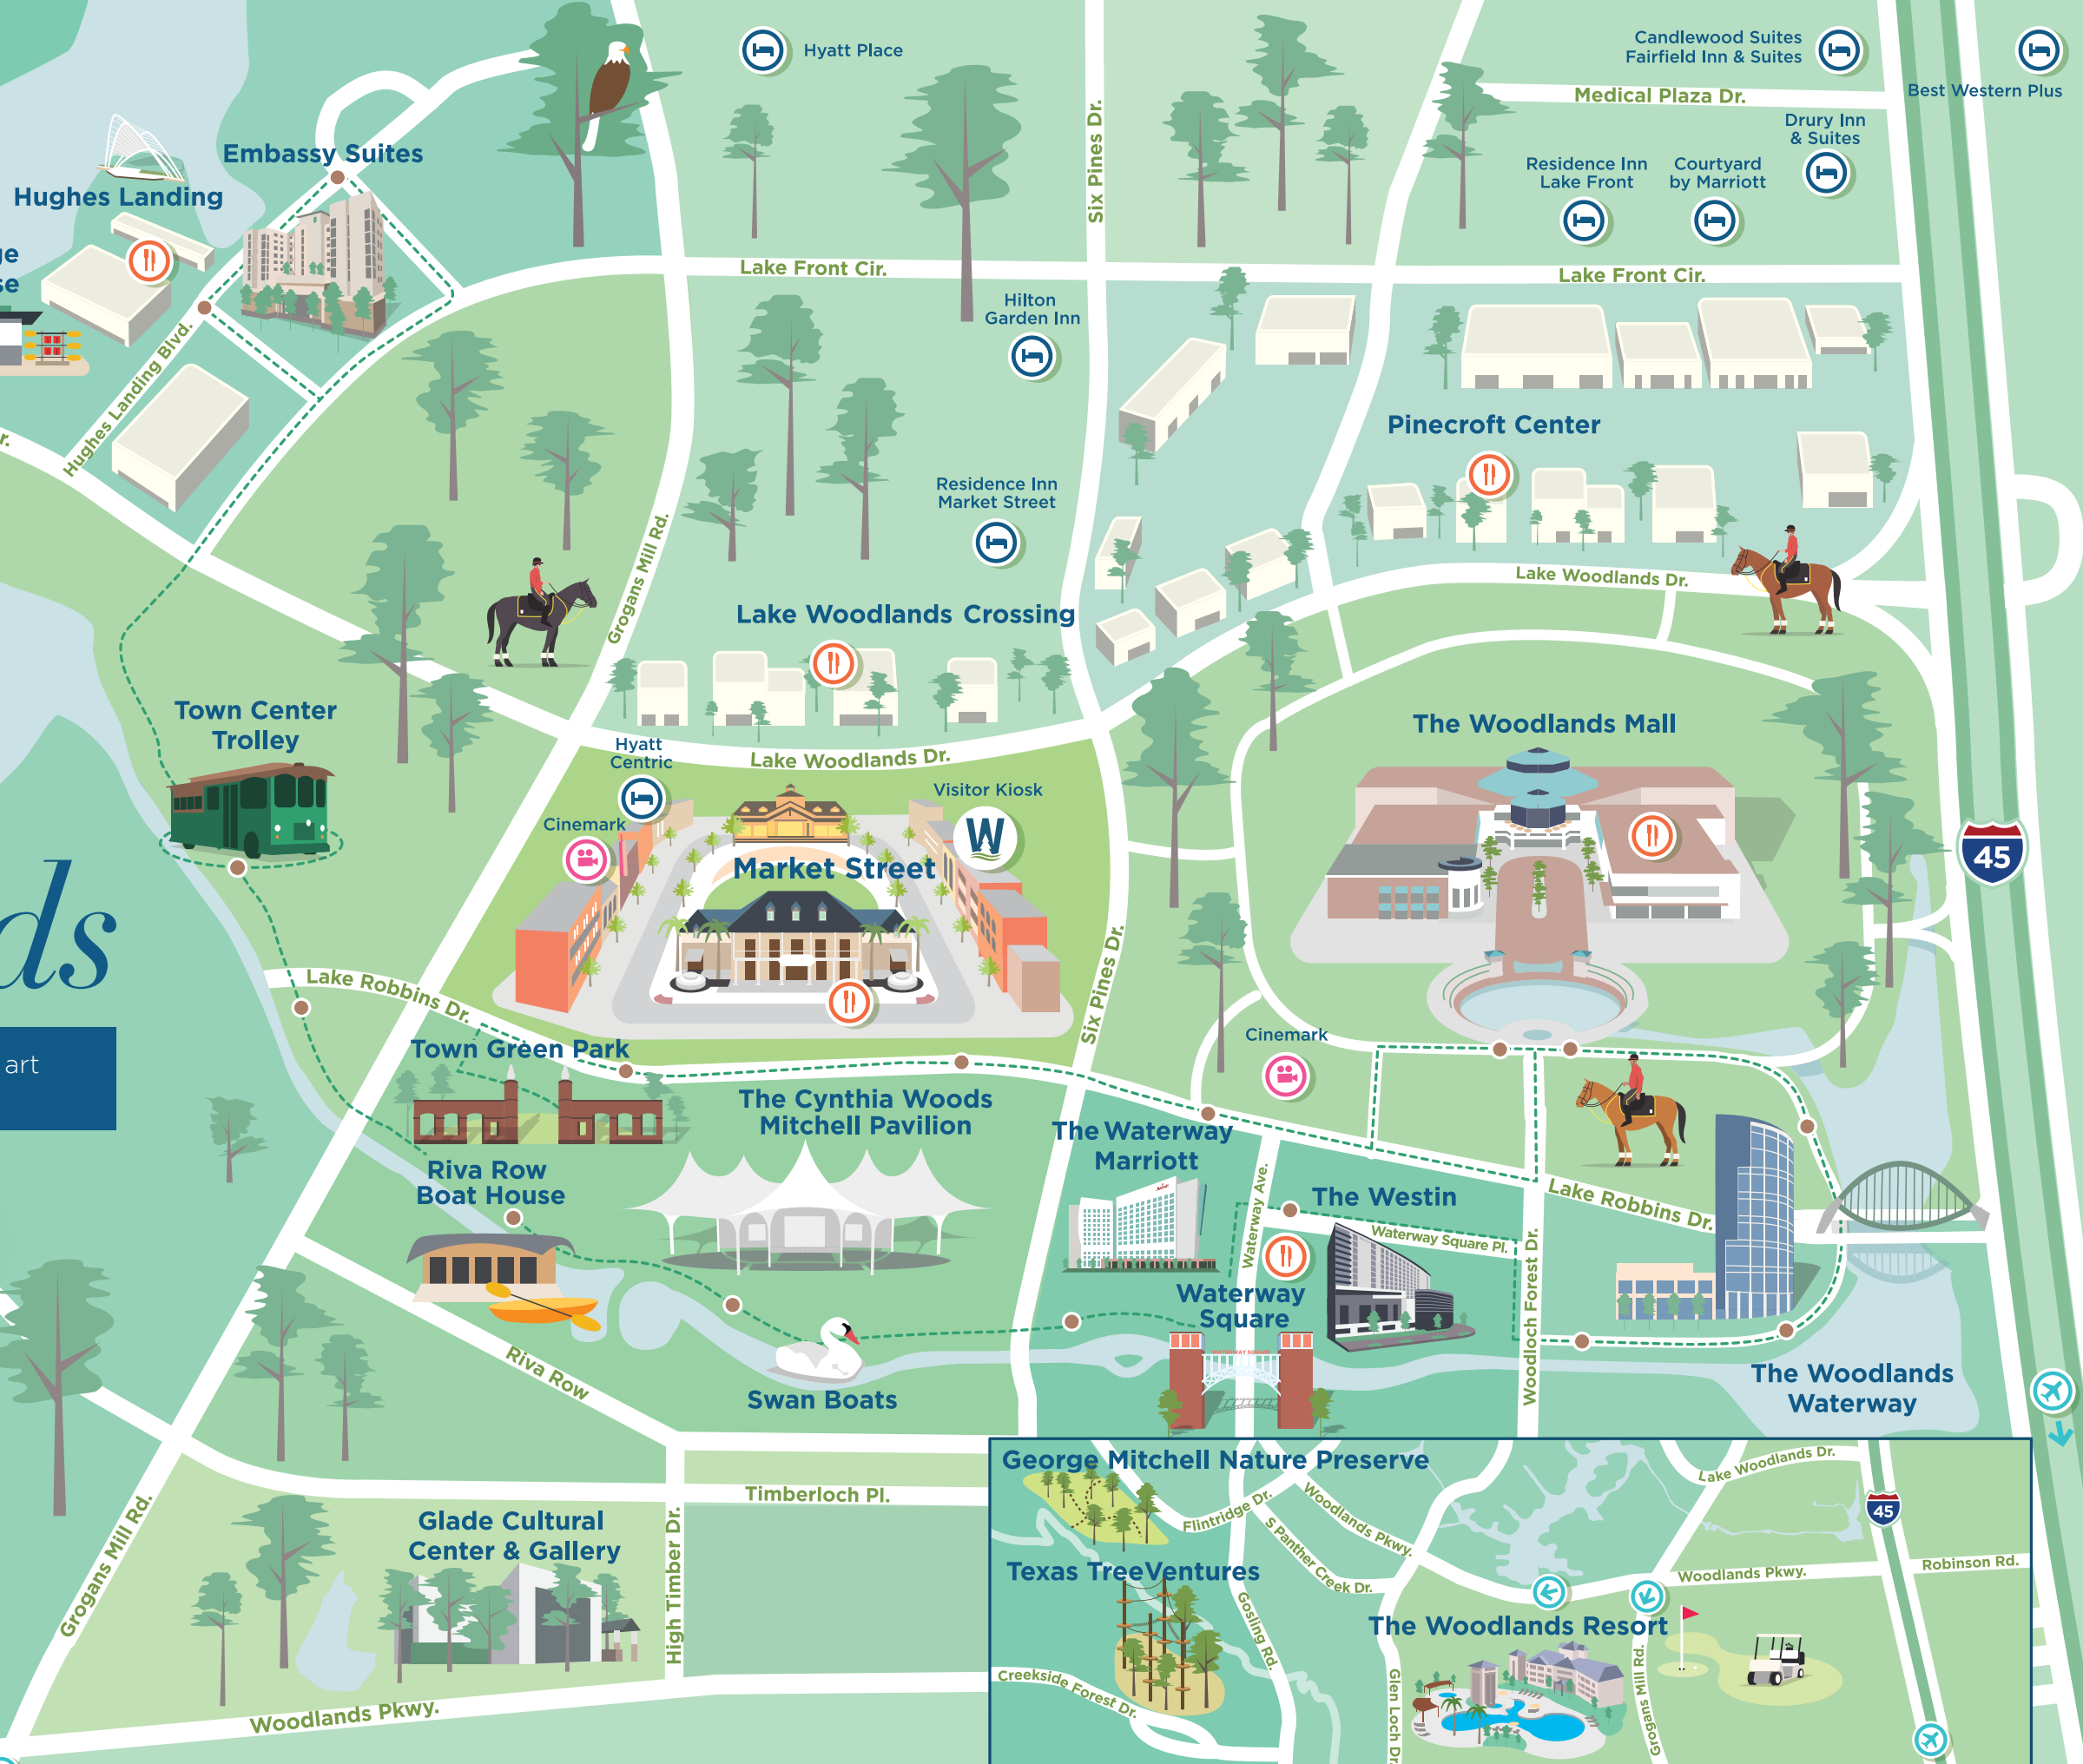 Hyatt Place
Candlewood Suites
Fairfield Inn & Suites
Best Western Plus
Medical Plaza Dr.
Drury Inn
& Suites
Residence Inn
Lake Front
Courtyard
by Marriott
Embassy Suites
Hughes Landing
ge
se
Six Pines Dr.
Lake Front Cir.
Lake Front Cir.
Hilton
Garden Inn
Hughes Landing Blvd.
r.
Pinecroft Center
Residence Inn
Market Street
Grogans Mill Rd.
Lake Woodlands Dr.
Lake Woodlands Crossing
Town Center
Trolley
The Woodlands Mall
Hyatt
Centric
Lake Woodlands Dr.
Visitor Kiosk
W
Cinemark
Market Street
45
ds
art
Lake Robbins Dr.
Six Pines Dr.
Town Green Park
Cinemark
The Cynthia Woods
Mitchell Pavilion
The Waterway
Marriott
Riva Row
Boat House
Waterway Ave.
The Westin
Lake Robbins Dr.
Waterway Square Pl.
Waterway
Square
WATERWAY SQUARE
Woodloch Forest Dr.
Riva Row
Swan Boats
The Woodlands
Waterway
Timberloch Pl.
Grogans Mill Rd.
Glade Cultural
Center & Gallery
High Timber Dr.
Woodlands Pkwy.
George Mitchell Nature Preserve
Lake Woodlands Dr.
45
Flintridge Dr.
Woodlands Pkwy.
S Panther Creek Dr.
Texas TreeVentures
Woodlands Pkwy.
Robinson Rd.
Gosling Rd.
The Woodlands Resort
Creekside Forest Dr.
Glen Loch Dr.
Grogans Mill Rd.